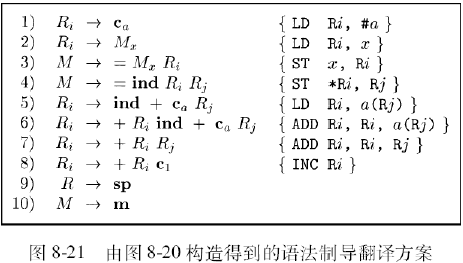 1) Rᵢ → cₐ { LD Ri, #a }
2) Rᵢ → Mₓ { LD Ri, x }
3) M → = Mₓ Rᵢ { ST x, Ri }
4) M → = ind Rᵢ Rⱼ { ST *Ri, Rj }
5) Rᵢ → ind + cₐ Rⱼ { LD Ri, a(Rj) }
6) Rᵢ → + Rᵢ ind + cₐ Rⱼ { ADD Ri, Ri, a(Rj) }
7) Rᵢ → + Rᵢ Rⱼ { ADD Ri, Ri, Rj }
8) Rᵢ → + Rᵢ c₁ { INC Ri }
9) R → sp
10) M → m
图 8-21 由图 8-20 构造得到的语法制导翻译方案